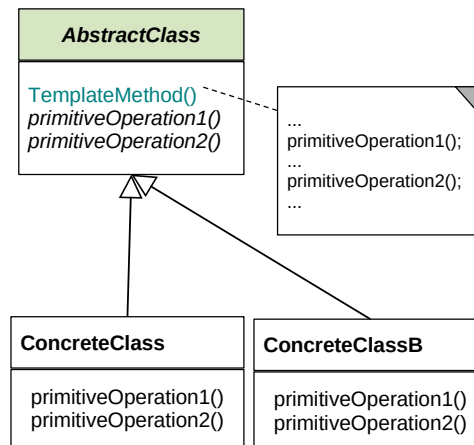 AbstractClass
TemplateMethod()
primitiveOperation1()
primitiveOperation2()
...
primitiveOperation1();
...
primitiveOperation2();
...
ConcreteClass
primitiveOperation1()
primitiveOperation2()
ConcreteClassB
primitiveOperation1()
primitiveOperation2()